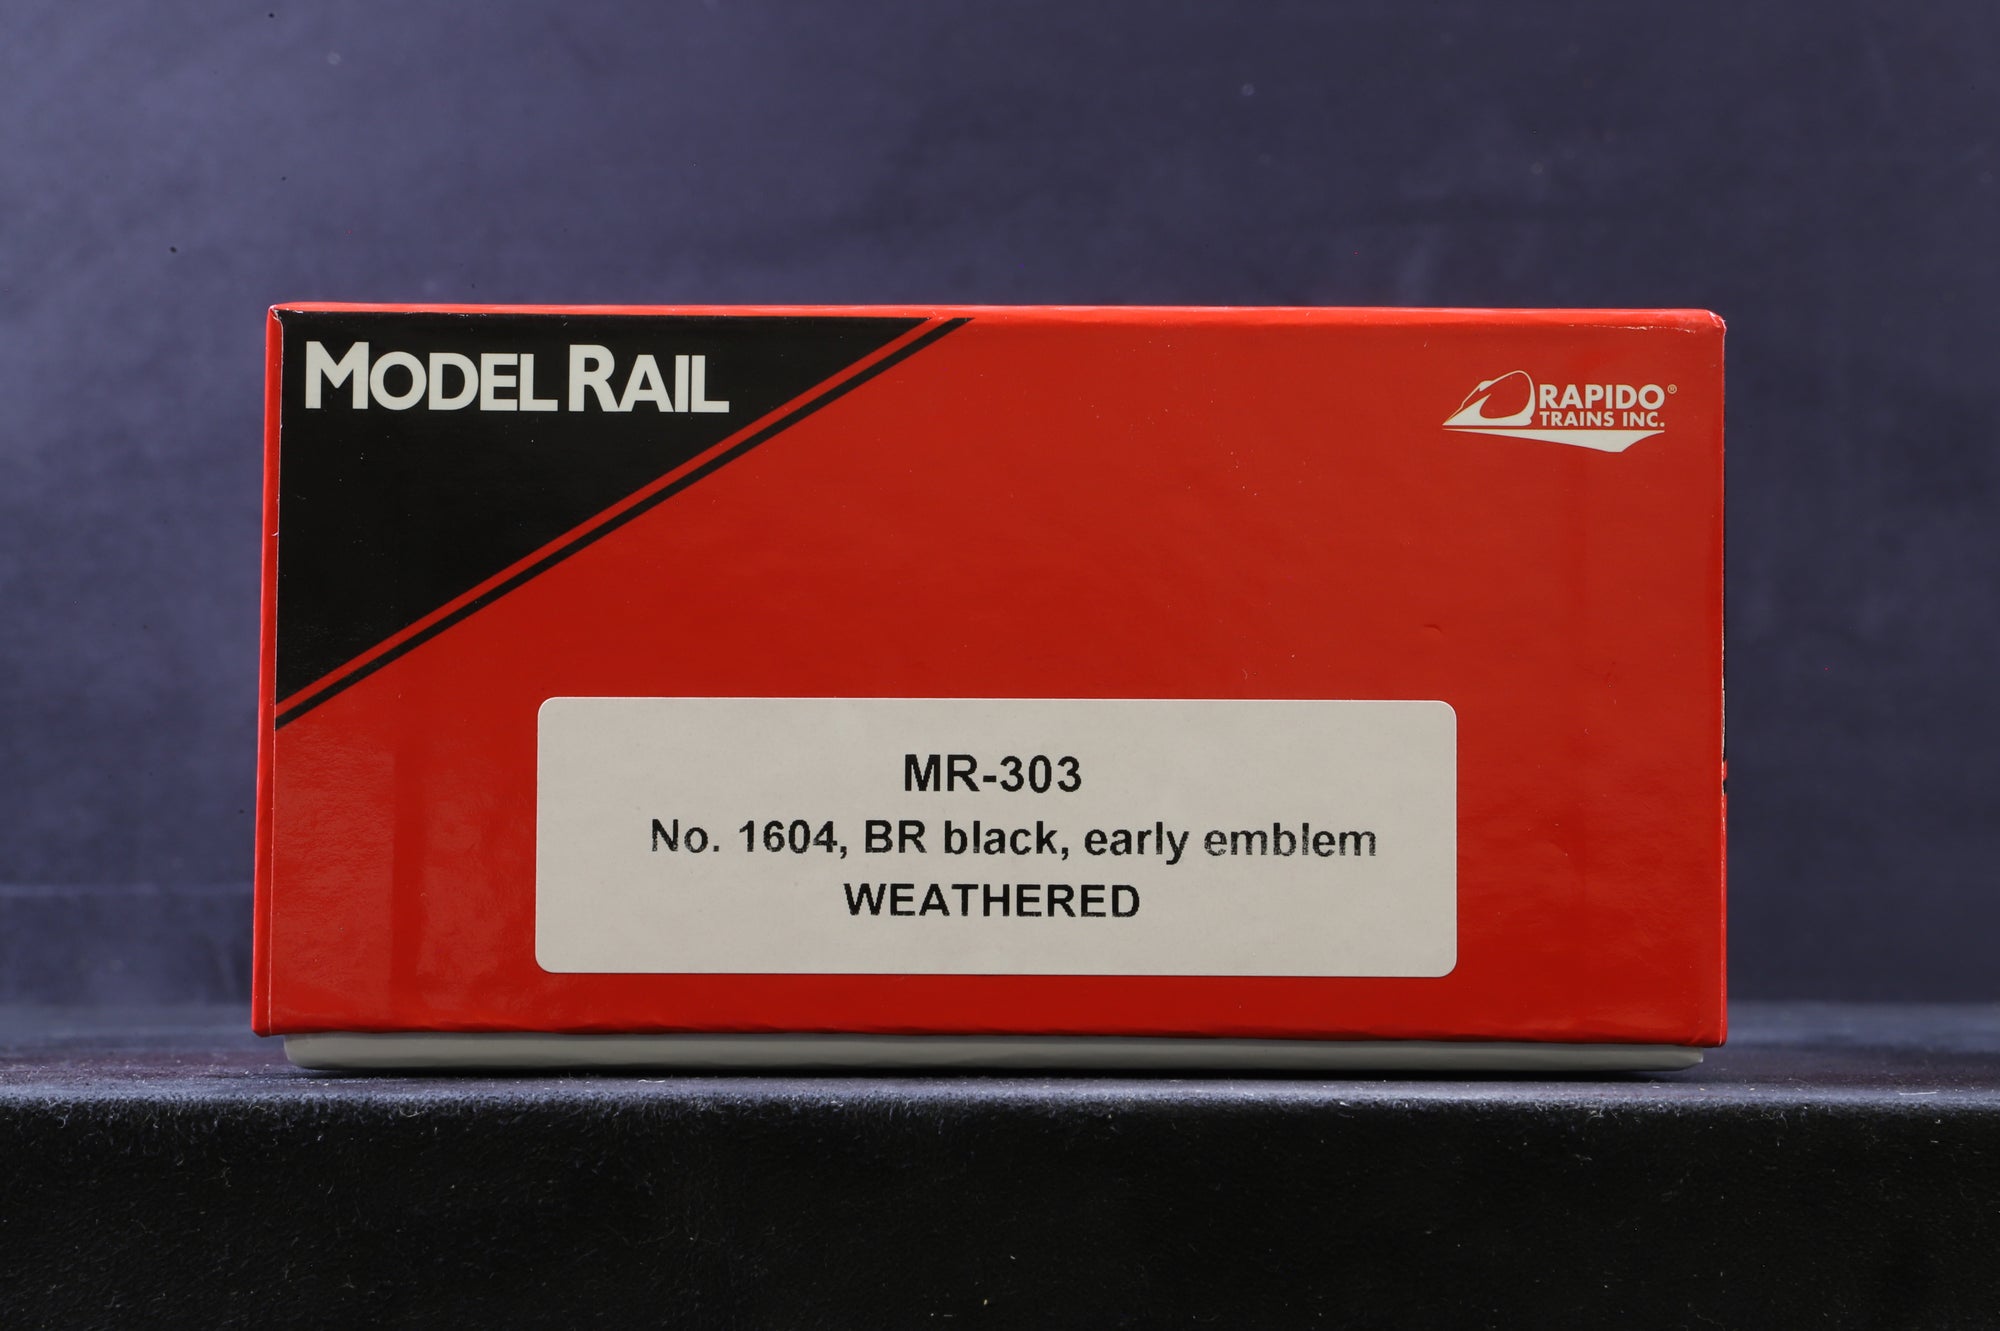 MODEL RAIL
RAPIDO®
TRAINS INC.
MR-303
No. 1604, BR black, early emblem
WEATHERED